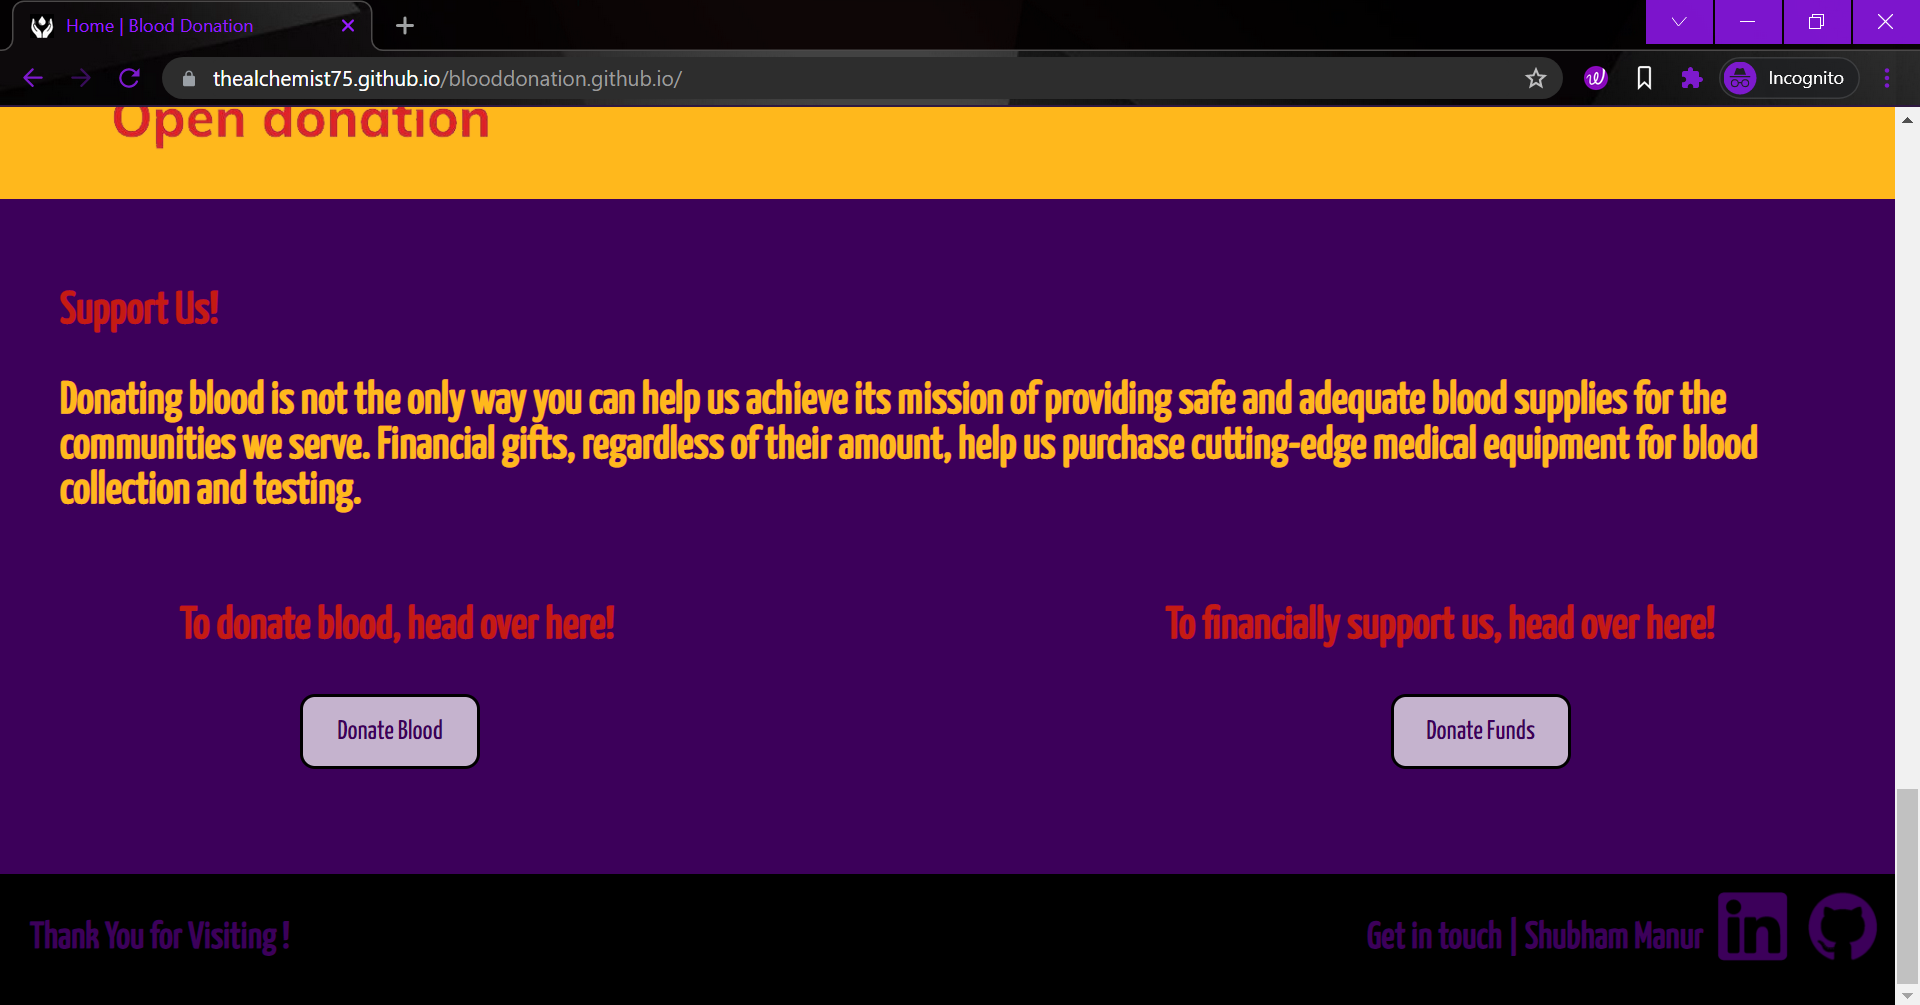 Home | Blood Donation
thealchemist75.github.io/blooddonation.github.io/
Incognito
Open donation
Support Us!
Donating blood is not the only way you can help us achieve its mission of providing safe and adequate blood supplies for the
communities we serve. Financial gifts, regardless of their amount, help us purchase cutting-edge medical equipment for blood
collection and testing.
To donate blood, head over here!
To financially support us, head over here!
Donate Blood
Donate Funds
Thank You for Visiting !
Get in touch | Shubham Manur
in